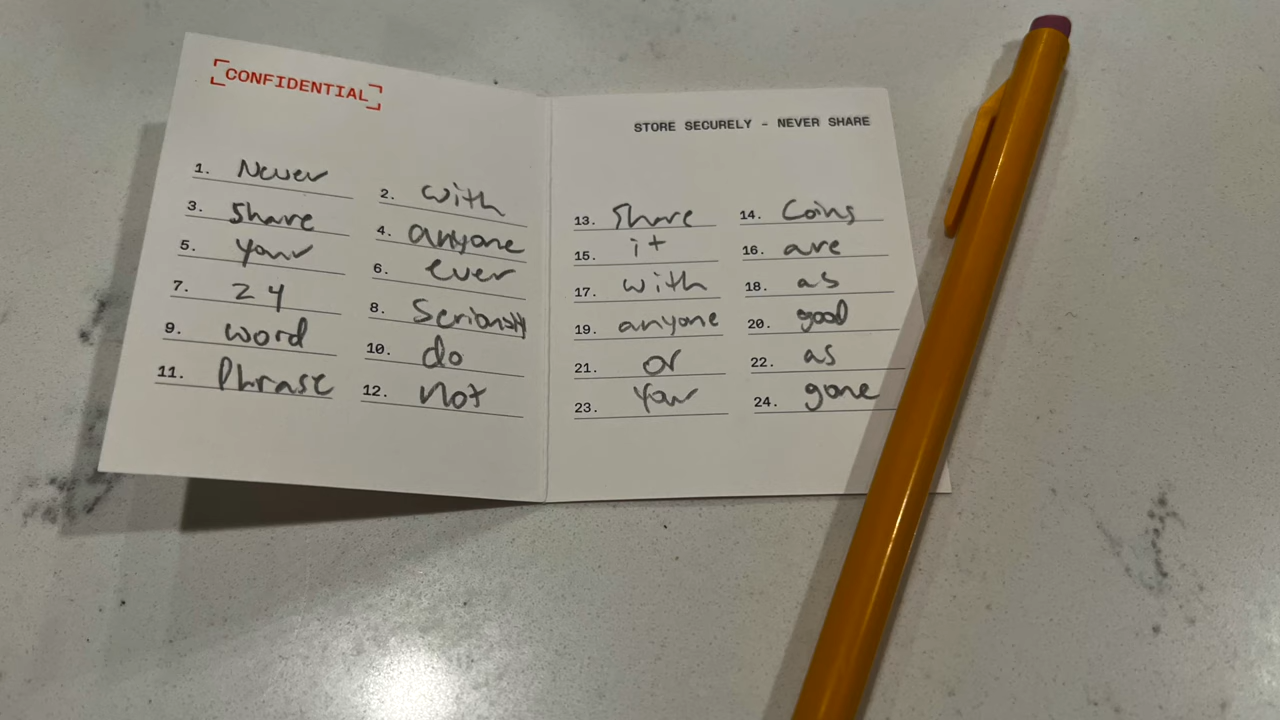 [CONFIDENTIAL]
1. Never
2. with
3. Share
4. anyone
5. your
6. ever
7. 24
8. Seriously
9. word
10. do
11. Phrase
12. not
STORE SECURELY - NEVER SHARE
13. Share
14. Coins
15. it
16. are
17. with
18. as
19. anyone
20. good
21. or
22. as
23. your
24. gone